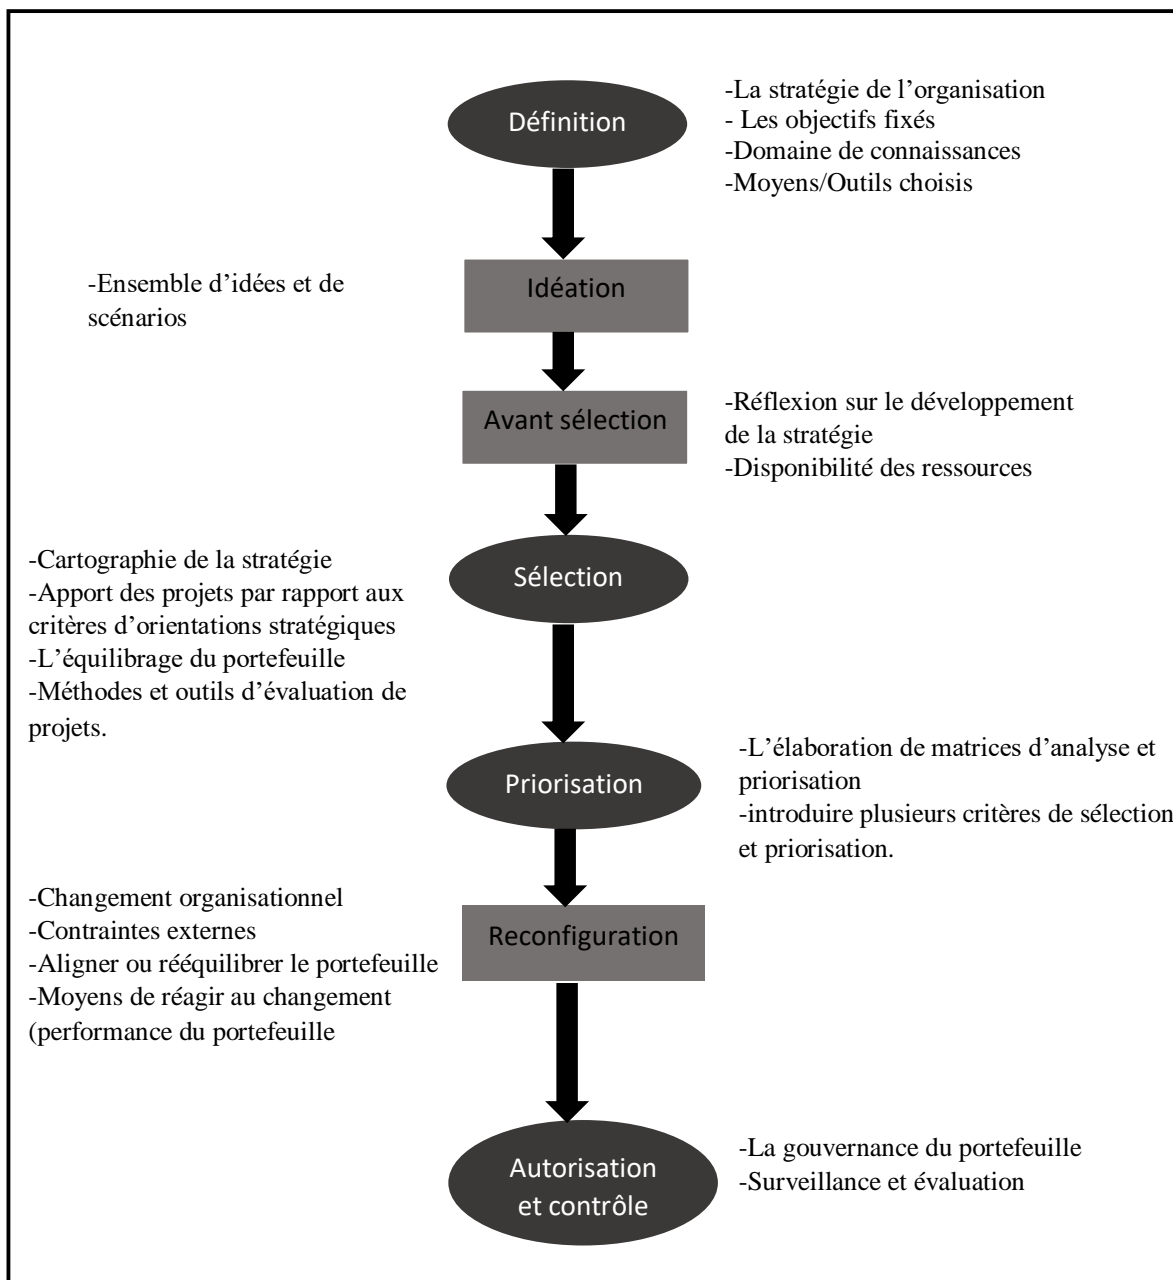 Définition
-La stratégie de l’organisation
- Les objectifs fixés
-Domaine de connaissances
-Moyens/Outils choisis
Idéation
-Ensemble d’idées et de
scénarios
Avant sélection
-Réflexion sur le développement
de la stratégie
-Disponibilité des ressources
Sélection
-Cartographie de la stratégie
-Apport des projets par rapport aux
critères d’orientations stratégiques
-L’équilibrage du portefeuille
-Méthodes et outils d’évaluation de
projets.
Priorisation
-L’élaboration de matrices d’analyse et
priorisation
-introduire plusieurs critères de sélection
et priorisation.
Reconfiguration
-Changement organisationnel
-Contraintes externes
-Aligner ou rééquilibrer le portefeuille
-Moyens de réagir au changement
(performance du portefeuille
Autorisation
et contrôle
-La gouvernance du portefeuille
-Surveillance et évaluation